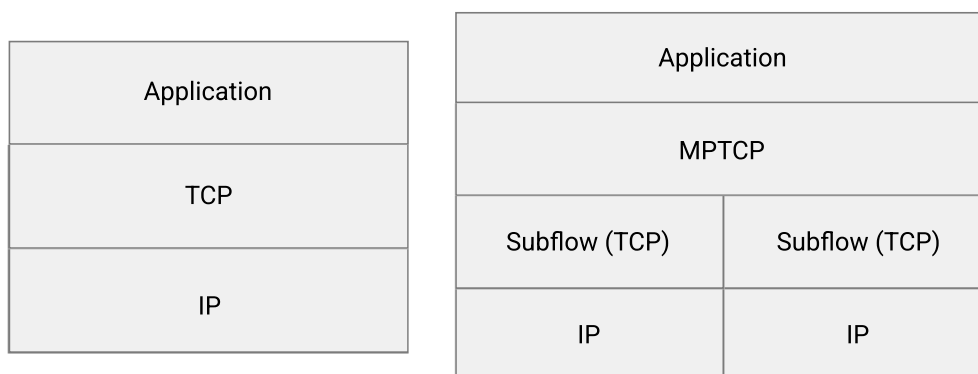 Application
TCP
IP
Application
MPTCP
Subflow (TCP)
Subflow (TCP)
IP
IP